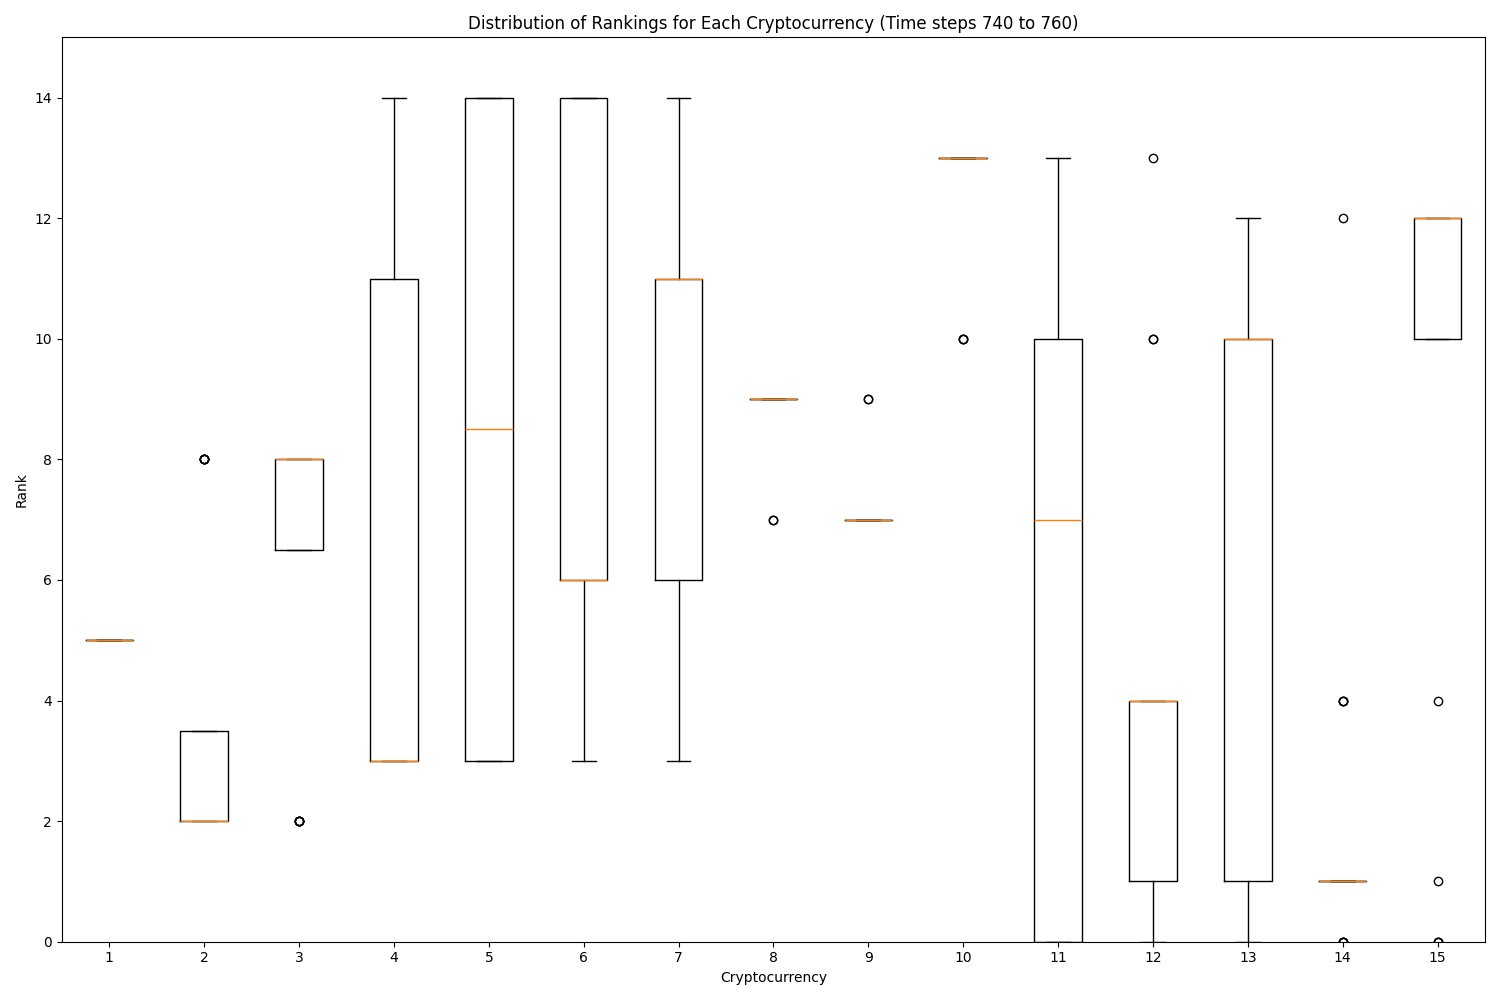 Distribution of Rankings for Each Cryptocurrency (Time steps 740 to 760)
14
12
10
8
6
4
2
0
Rank
1 2 3 4 5 6 7 8 9 10 11 12 13 14 15
Cryptocurrency